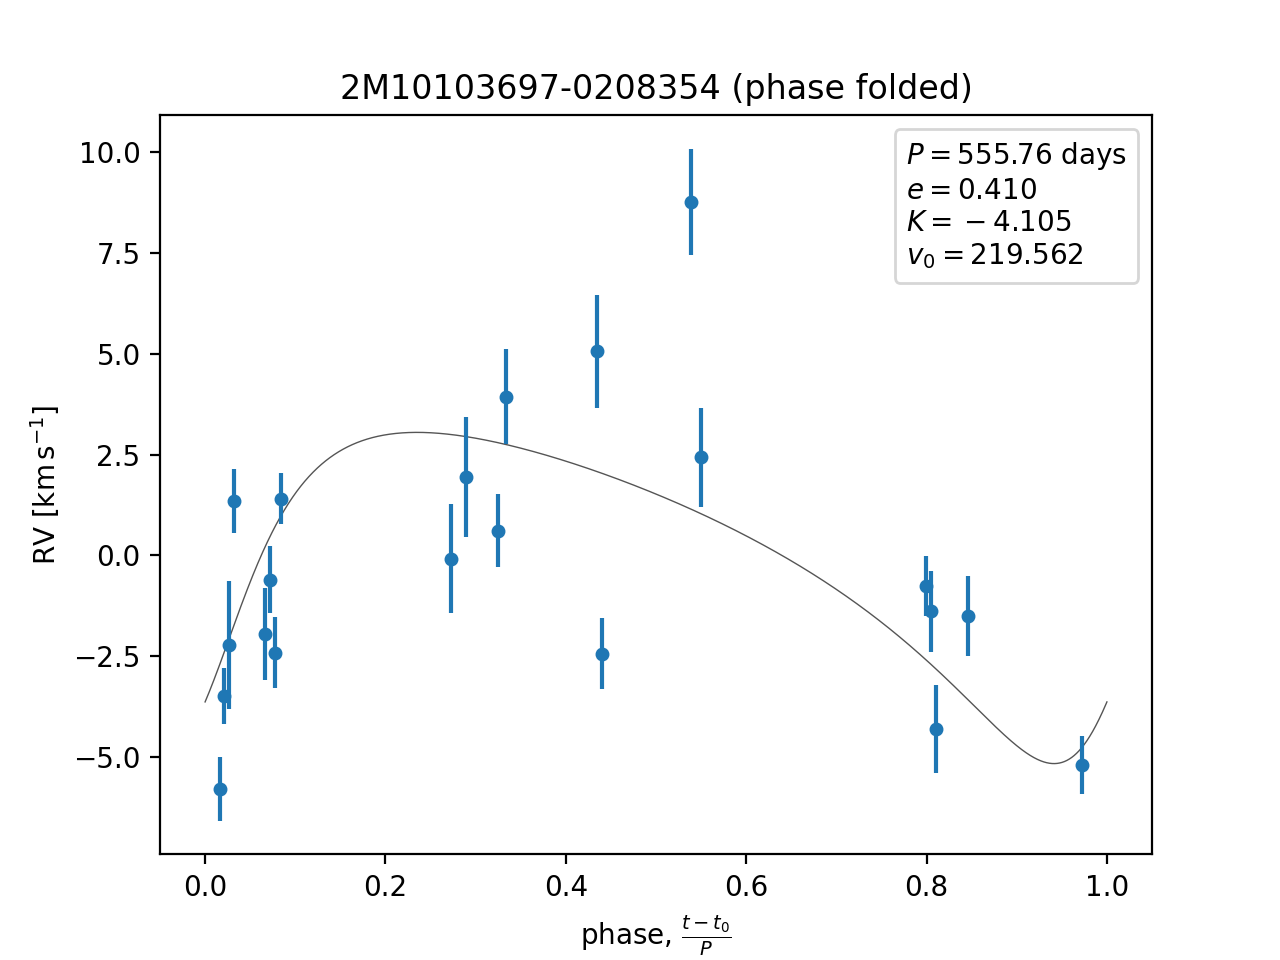 2M10103697-0208354 (phase folded)
P = 555.76 days
e = 0.410
K = −4.105
v₀ = 219.562
10.0
7.5
5.0
2.5
0.0
−2.5
−5.0
RV [km s⁻¹]
0.0 0.2 0.4 0.6 0.8 1.0
phase, (t − t₀)/P